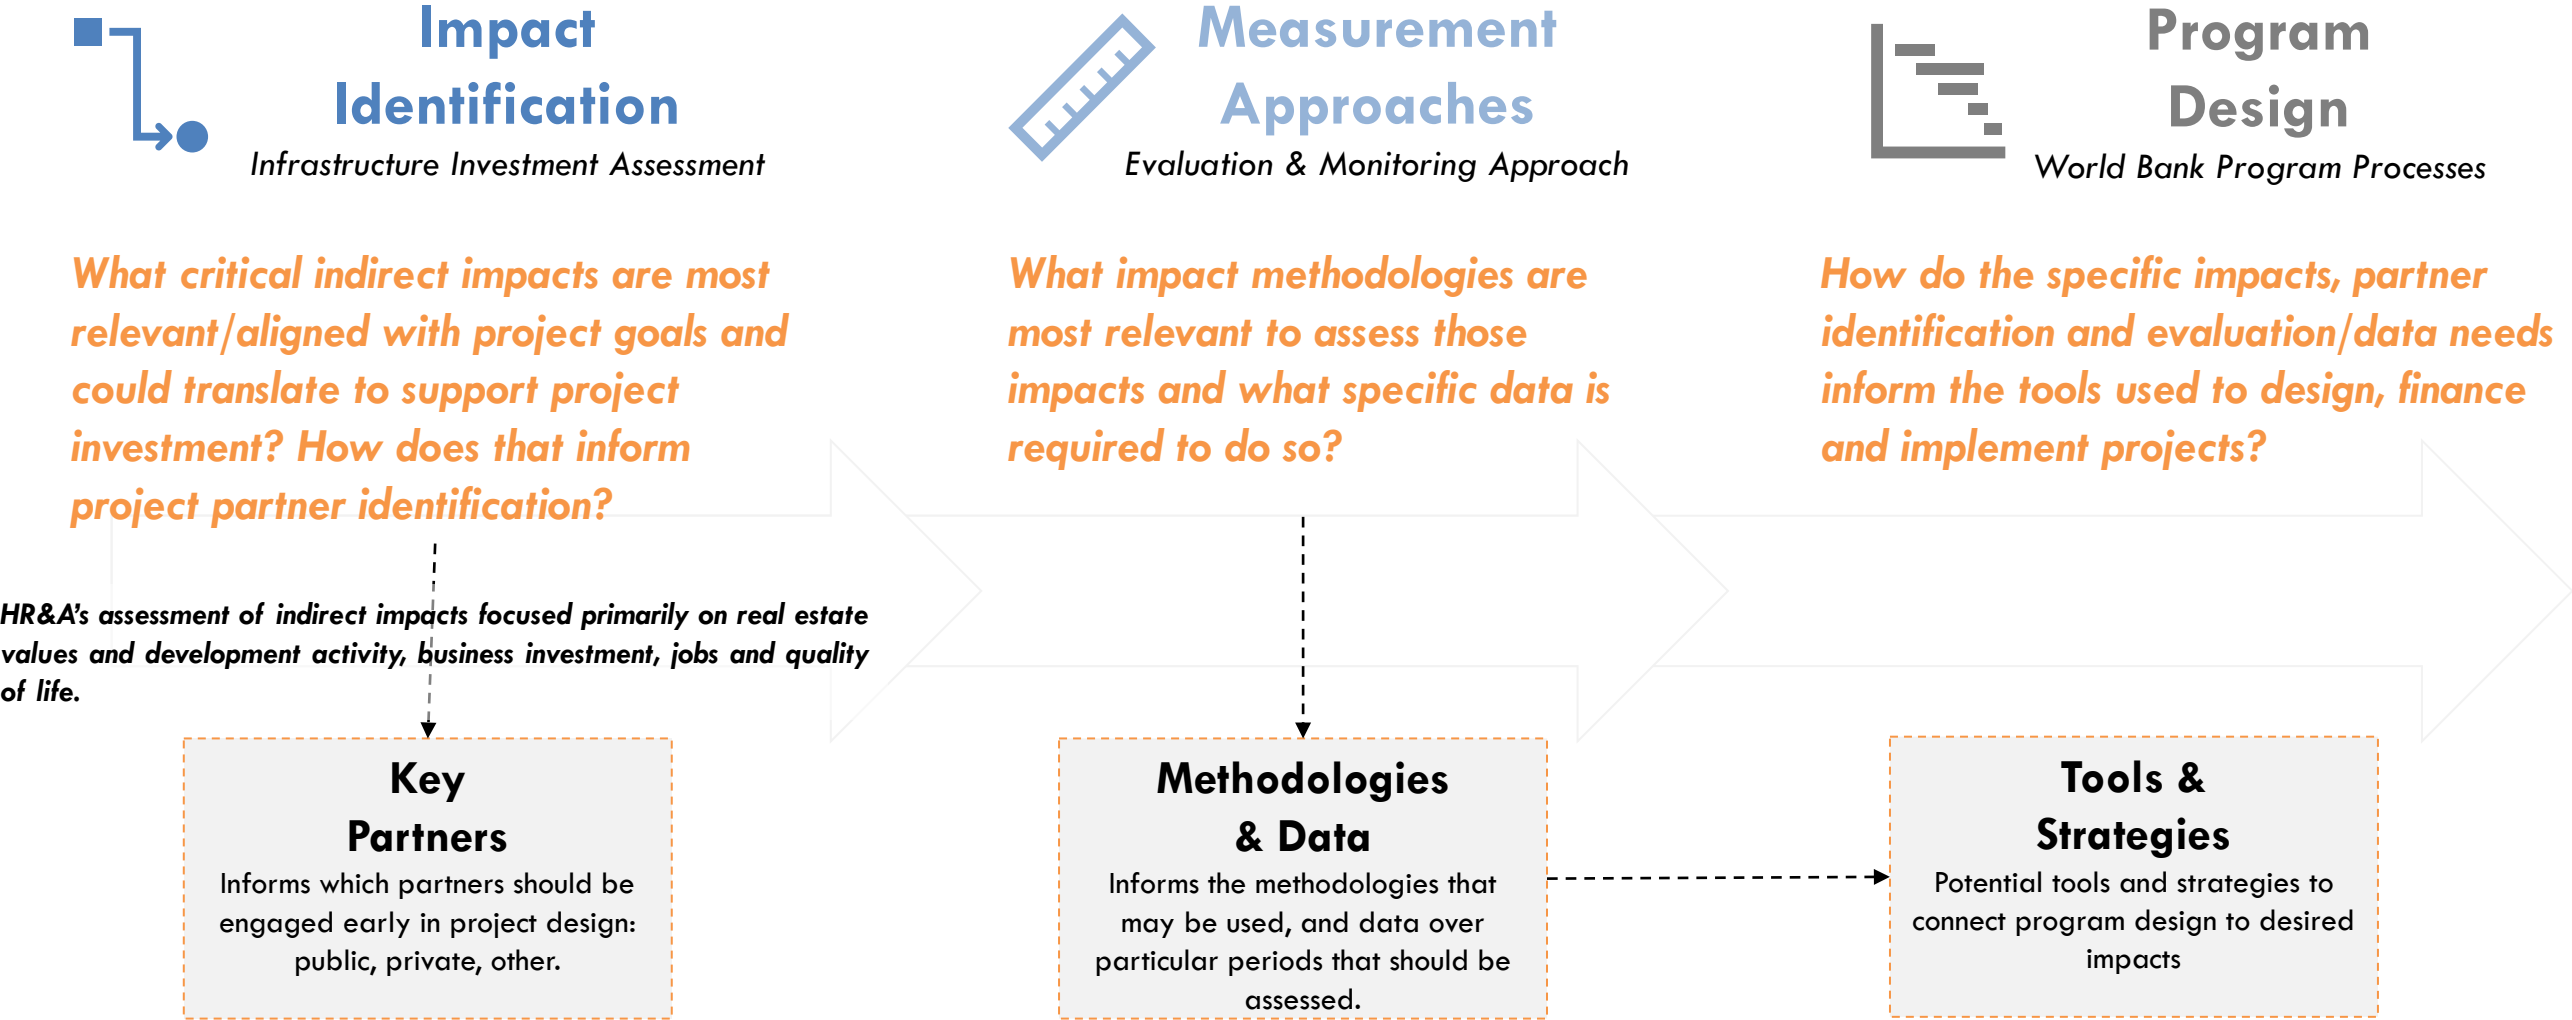 Impact
Identification
Infrastructure Investment Assessment
What critical indirect impacts are most
relevant/aligned with project goals and
could translate to support project
investment? How does that inform
project partner identification?
HR&A's assessment of indirect impacts focused primarily on real estate
values and development activity, business investment, jobs and quality
of life.
Key
Partners
Informs which partners should be
engaged early in project design:
public, private, other.
Measurement
Approaches
Evaluation & Monitoring Approach
What impact methodologies are
most relevant to assess those
impacts and what specific data is
required to do so?
Methodologies
& Data
Informs the methodologies that
may be used, and data over
particular periods that should be
assessed.
Program
Design
World Bank Program Processes
How do the specific impacts, partner
identification and evaluation/data needs
inform the tools used to design, finance
and implement projects?
Tools &
Strategies
Potential tools and strategies to
connect program design to desired
impacts